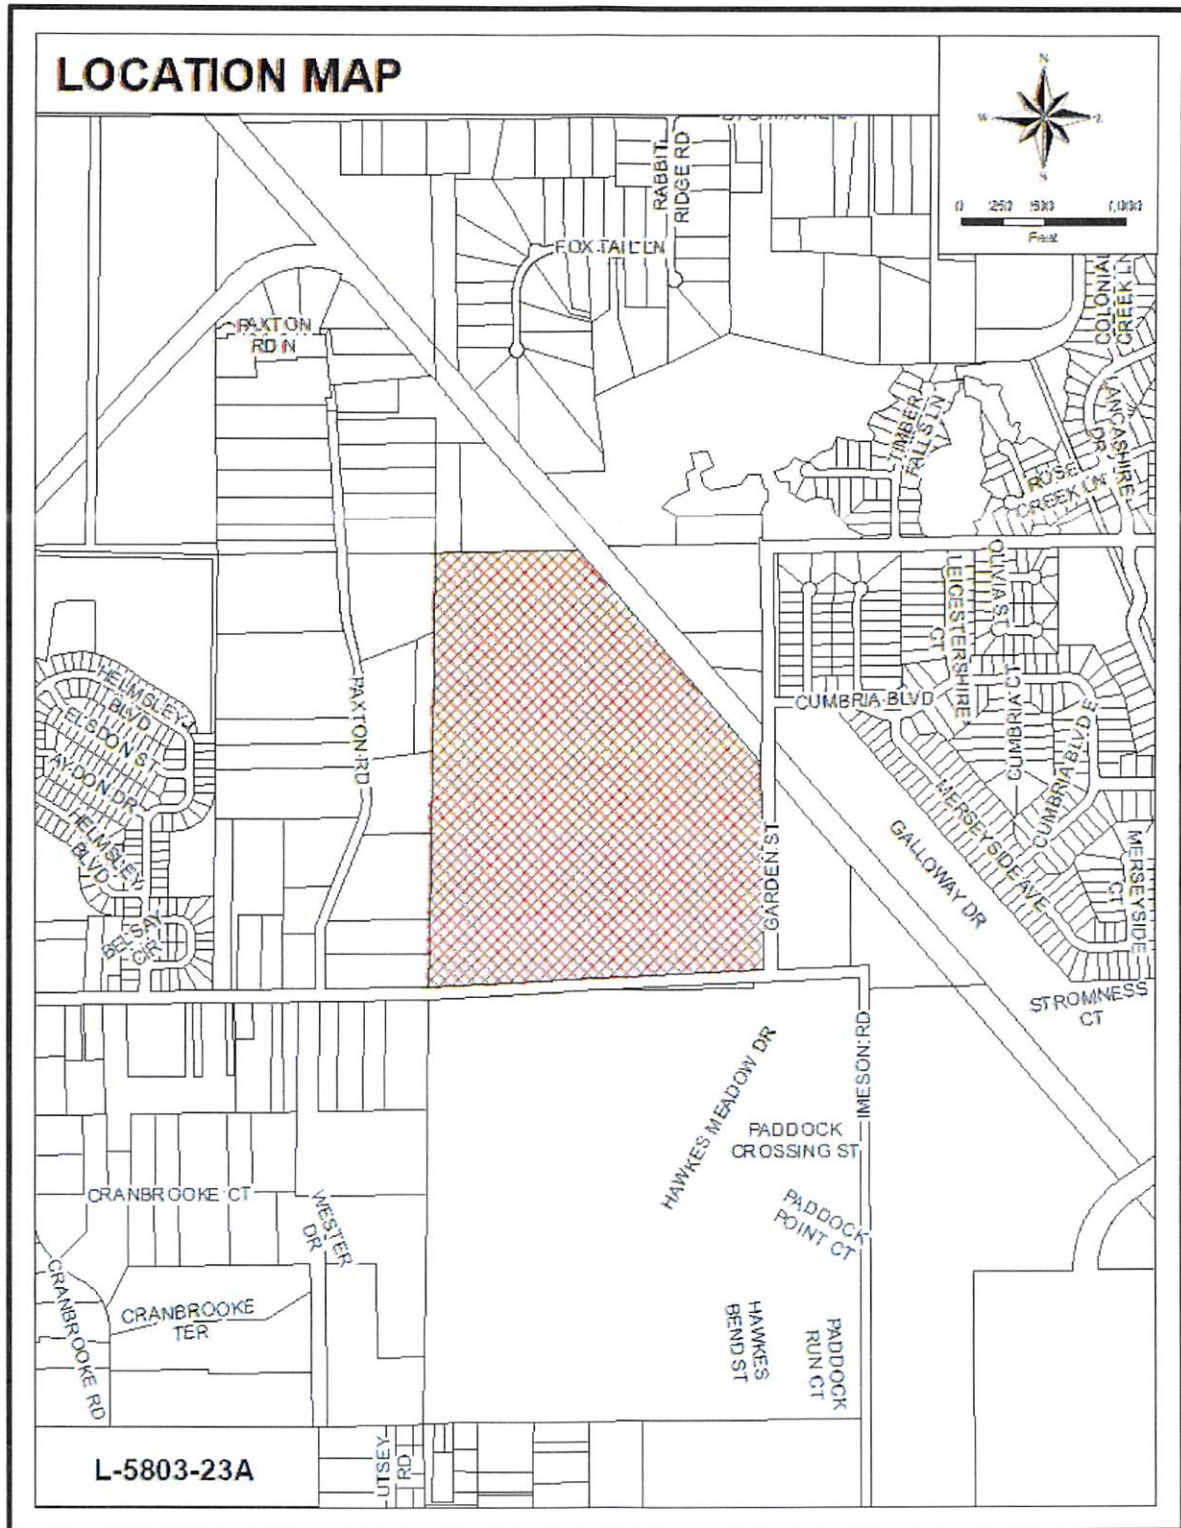 LOCATION MAP
N
W
S
0 250 500 1,000
Feet
RABBIT
RIDGE RD
FOX TAIL LN
PAXTON
RD N
COLONIAL
CREEK LN
TIMBER
FALLS LN
LANCASHIRE
DR
ROSE
CREEK LN
OLIVIA ST
LEICESTERSHIRE
CT
HELMSLEY
BLVD
ELSDON ST
AYDON DR
HELMSLEY
BLVD
BELSAY
CIR
PAXTON RD
CUMBRIA BLVD
CUMBRIA CT
CUMBRIA BLVD E
MERSEYSIDE AVE
GALLOWAY DR
MERSEYSIDE
CT
GARDEN ST
STROMNESS
CT
IMESON RD
HAWKES MEADOW DR
PADDOCK
CROSSING ST
PADDOCK
POINT CT
CRANBROOKE CT
WESTER
DR
CRANBROOKE RD
CRANBROOKE
TER
HAWKES
BEND ST
PADDOCK
RUN CT
UTSEY
RD
L-5803-23A